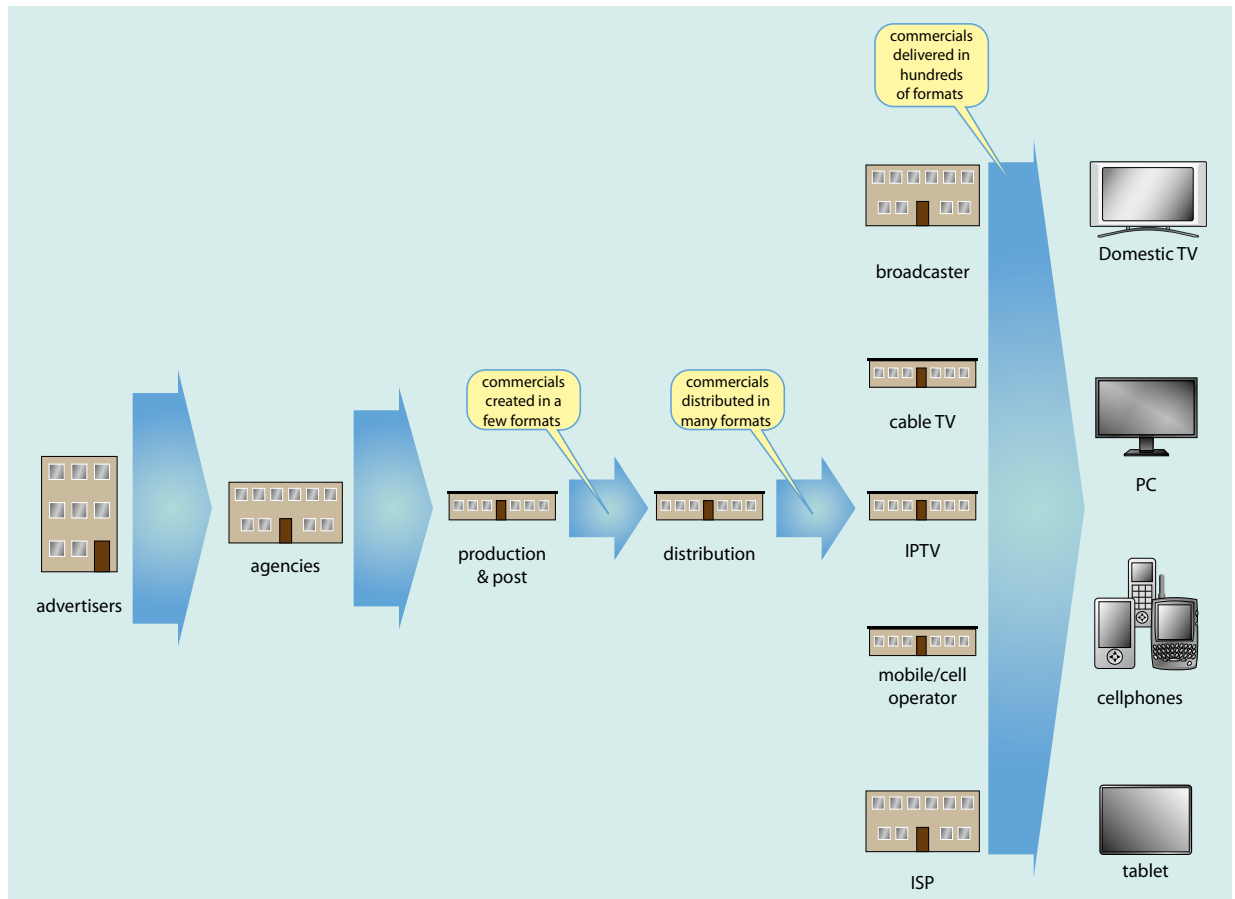 commercials
delivered in
hundreds
of formats
broadcaster
Domestic TV
commercials
created in a
few formats
commercials
distributed in
many formats
cable TV
PC
advertisers
agencies
production
& post
distribution
IPTV
mobile/cell
operator
cellphones
ISP
tablet